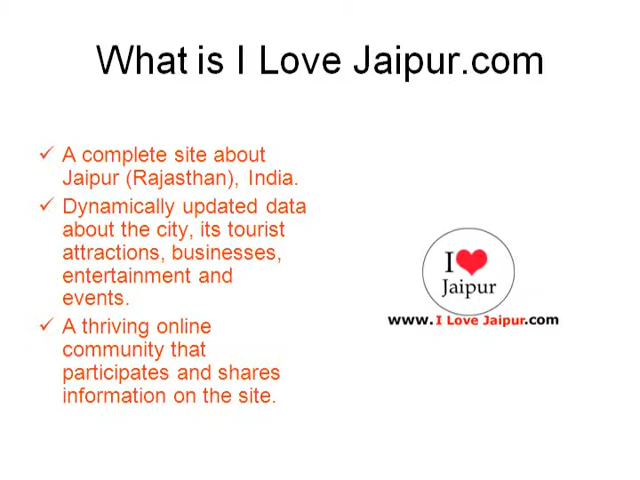 What is I Love Jaipur.com
A complete site about
Jaipur (Rajasthan), India.
Dynamically updated data
about the city, its tourist
attractions, businesses,
entertainment and
events.
A thriving online
community that
participates and shares
information on the site.
I
Jaipur
www.I Love Jaipur.com